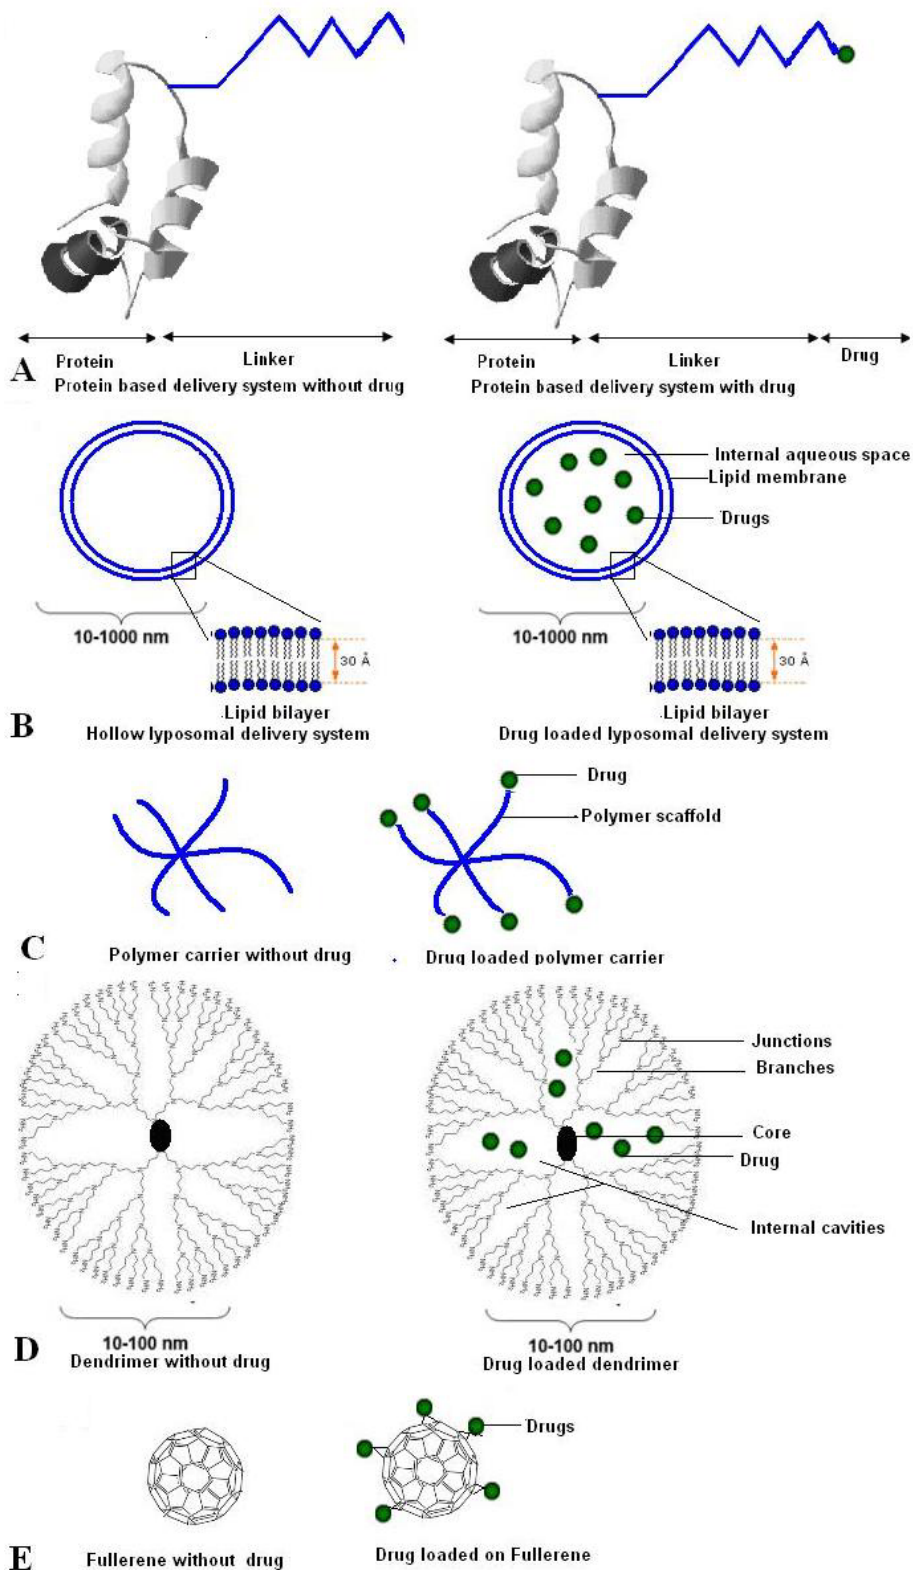 Protein
Linker
Protein
Linker
Drug
A
Protein based delivery system without drug
Protein based delivery system with drug
Internal aqueous space
Lipid membrane
Drugs
10-1000 nm
10-1000 nm
30 Å
30 Å
Lipid bilayer
Lipid bilayer
B
Hollow lyposomal delivery system
Drug loaded lyposomal delivery system
Drug
Polymer scaffold
C
Polymer carrier without drug
Drug loaded polymer carrier
Junctions
Branches
Core
Drug
Internal cavities
10-100 nm
10-100 nm
D
Dendrimer without drug
Drug loaded dendrimer
Drugs
E
Fullerene without drug
Drug loaded on Fullerene